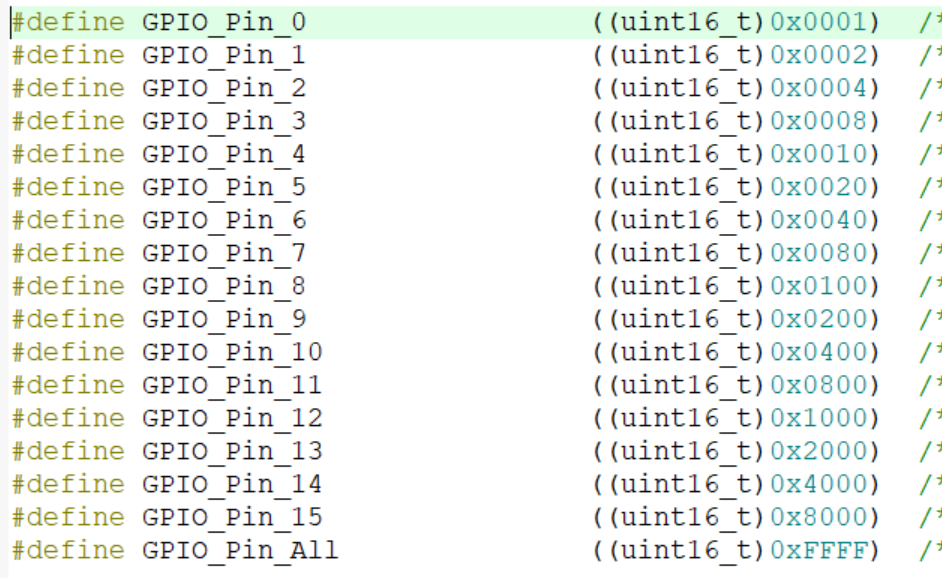 #define GPIO_Pin_0 ((uint16_t)0x0001) /*
#define GPIO_Pin_1 ((uint16_t)0x0002) /*
#define GPIO_Pin_2 ((uint16_t)0x0004) /*
#define GPIO_Pin_3 ((uint16_t)0x0008) /*
#define GPIO_Pin_4 ((uint16_t)0x0010) /*
#define GPIO_Pin_5 ((uint16_t)0x0020) /*
#define GPIO_Pin_6 ((uint16_t)0x0040) /*
#define GPIO_Pin_7 ((uint16_t)0x0080) /*
#define GPIO_Pin_8 ((uint16_t)0x0100) /*
#define GPIO_Pin_9 ((uint16_t)0x0200) /*
#define GPIO_Pin_10 ((uint16_t)0x0400) /*
#define GPIO_Pin_11 ((uint16_t)0x0800) /*
#define GPIO_Pin_12 ((uint16_t)0x1000) /*
#define GPIO_Pin_13 ((uint16_t)0x2000) /*
#define GPIO_Pin_14 ((uint16_t)0x4000) /*
#define GPIO_Pin_15 ((uint16_t)0x8000) /*
#define GPIO_Pin_All ((uint16_t)0xFFFF) /*